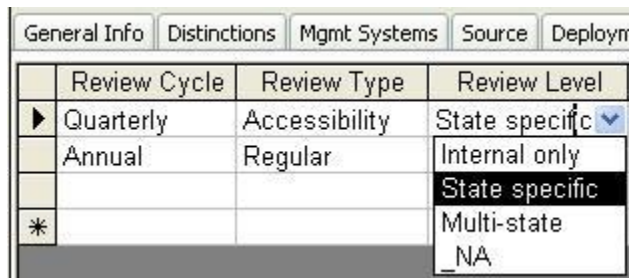 General Info Distinctions Mgmt Systems Source Deploym
Review Cycle Review Type Review Level
Quarterly Accessibility State specific
Annual Regular Internal only
State specific
Multi-state
_NA